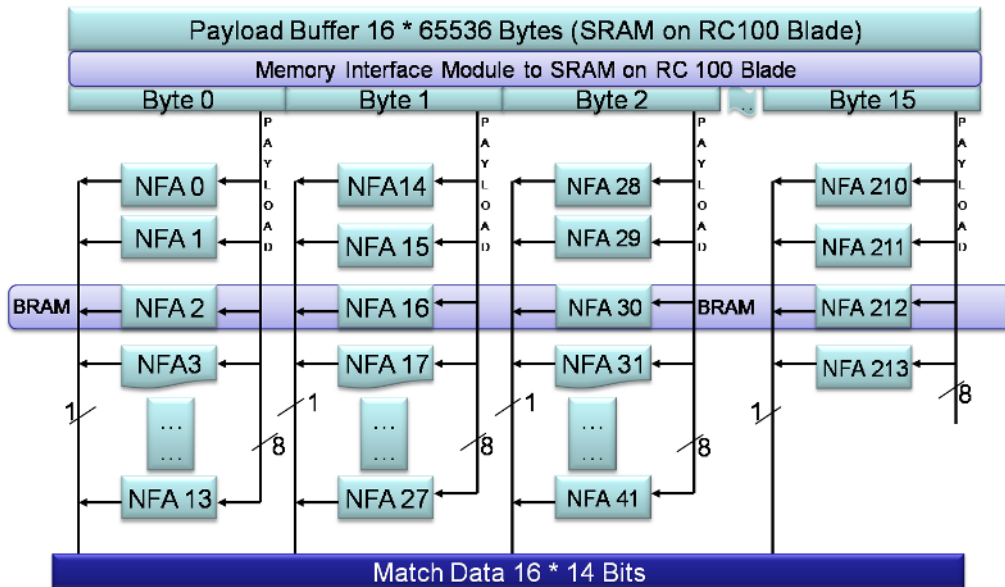 Payload Buffer 16 * 65536 Bytes (SRAM on RC100 Blade)
Memory Interface Module to SRAM on RC 100 Blade
Byte 0 Byte 1 Byte 2 .. Byte 15
PAYLOAD PAYLOAD PAYLOAD PAYLOAD
NFA 0 NFA14 NFA 28 NFA 210
NFA 1 NFA 15 NFA 29 NFA 211
BRAM NFA 2 NFA 16 NFA 30 BRAM NFA 212
NFA3 NFA 17 NFA 31 NFA 213
1 1 1 1 8
... ... ...
... 8 ... 8 ... 8
NFA 13 NFA 27 NFA 41
Match Data 16 * 14 Bits